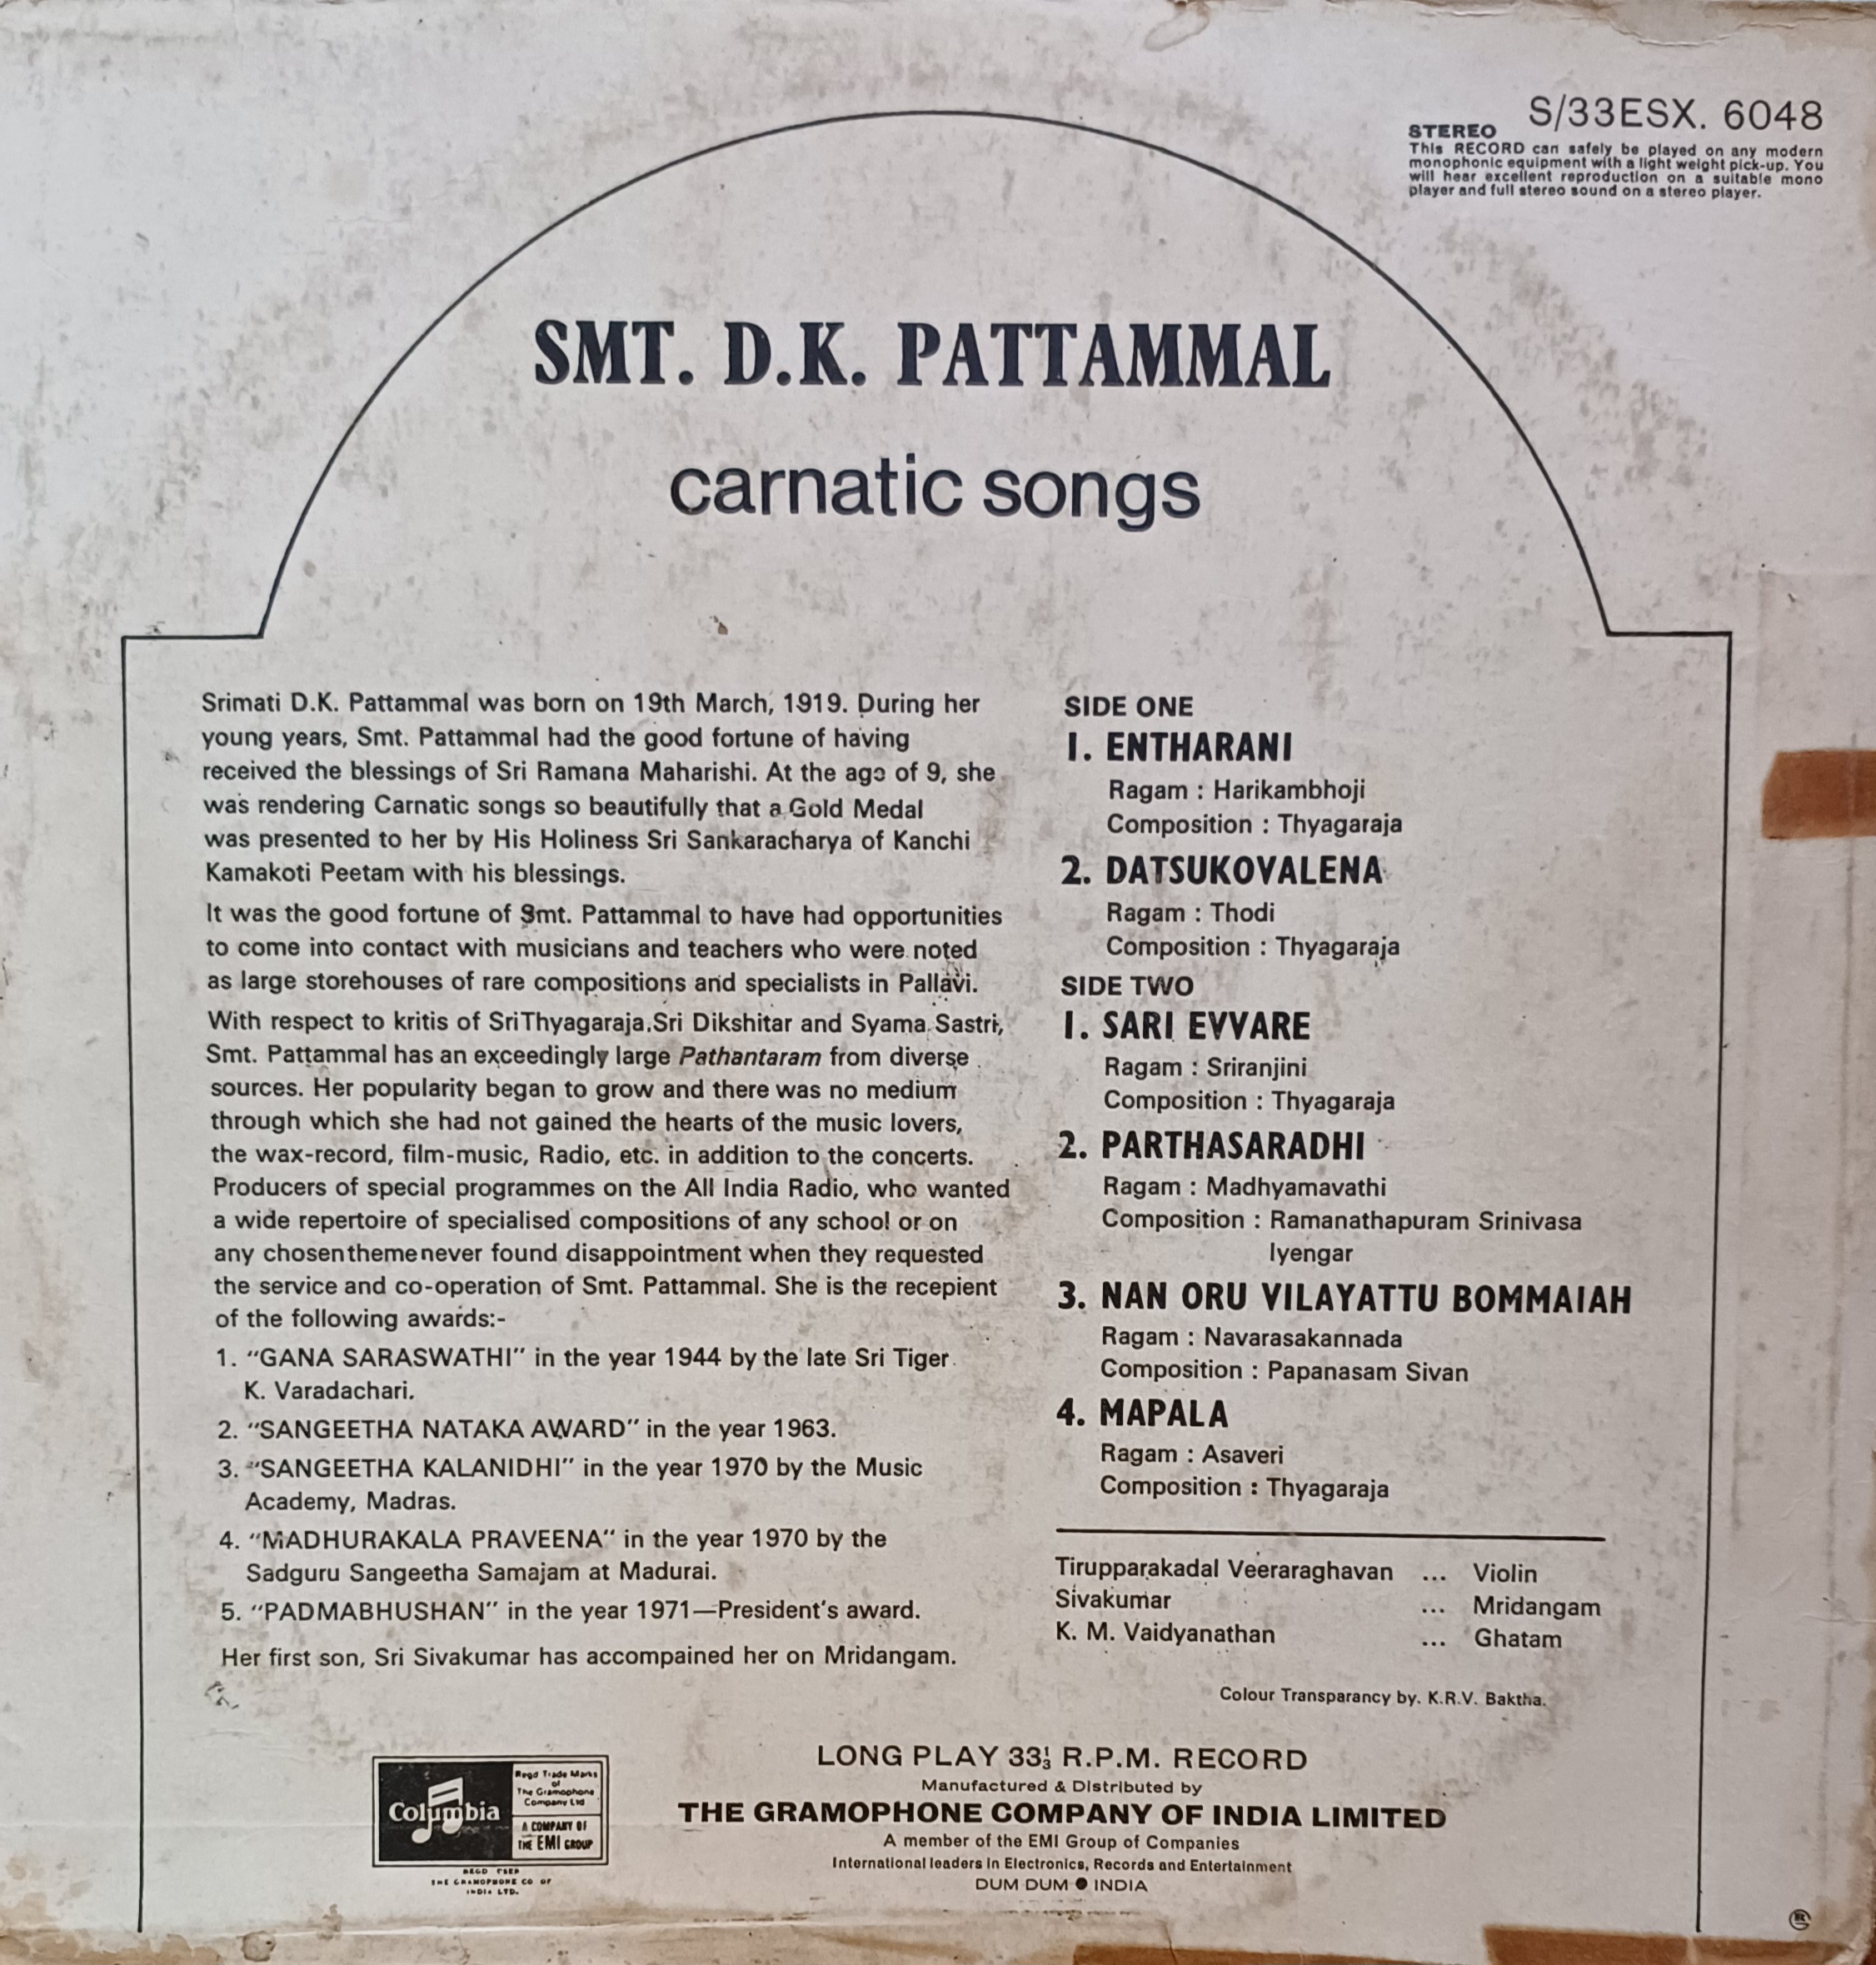 S/33ESX. 6048
STEREO
This RECORD can safely be played on any modern
monophonic equipment with a light weight pick-up. You
will hear excellent reproduction on a suitable mono
player and full stereo sound on a stereo player.
SMT. D.K. PATTAMMAL
carnatic songs
Srimati D.K. Pattammal was born on 19th March, 1919. During her
young years, Smt. Pattammal had the good fortune of having
received the blessings of Sri Ramana Maharishi. At the age of 9, she
was rendering Carnatic songs so beautifully that a Gold Medal
was presented to her by His Holiness Sri Sankaracharya of Kanchi
Kamakoti Peetam with his blessings.
It was the good fortune of Smt. Pattammal to have had opportunities
to come into contact with musicians and teachers who were noted
as large storehouses of rare compositions and specialists in Pallavi.
With respect to kritis of Sri Thyagaraja, Sri Dikshitar and Syama Sastri,
Smt. Pattammal has an exceedingly large Pathantaram from diverse
sources. Her popularity began to grow and there was no medium
through which she had not gained the hearts of the music lovers,
the wax-record, film-music, Radio, etc. in addition to the concerts.
Producers of special programmes on the All India Radio, who wanted
a wide repertoire of specialised compositions of any school or on
any chosen theme never found disappointment when they requested
the service and co-operation of Smt. Pattammal. She is the recepient
of the following awards:-
1. "GANA SARASWATHI" in the year 1944 by the late Sri Tiger
K. Varadachari.
2. "SANGEETHA NATAKA AWARD" in the year 1963.
3. "SANGEETHA KALANIDHI" in the year 1970 by the Music
Academy, Madras.
4. "MADHURAKALA PRAVEENA" in the year 1970 by the
Sadguru Sangeetha Samajam at Madurai.
5. "PADMABHUSHAN" in the year 1971—President's award.
Her first son, Sri Sivakumar has accompained her on Mridangam.
SIDE ONE
1. ENTHARANI
Ragam : Harikambhoji
Composition : Thyagaraja
2. DATSUKOVALENA
Ragam : Thodi
Composition : Thyagaraja
SIDE TWO
1. SARI EVVARE
Ragam : Sriranjini
Composition : Thyagaraja
2. PARTHASARADHI
Ragam : Madhyamavathi
Composition : Ramanathapuram Srinivasa
Iyengar
3. NAN ORU VILAYATTU BOMMAIAH
Ragam : Navarasakannada
Composition : Papanasam Sivan
4. MAPALA
Ragam : Asaveri
Composition : Thyagaraja
Tirupparakadal Veeraraghavan ... Violin
Sivakumar ... Mridangam
K. M. Vaidyanathan ... Ghatam
Colour Transparancy by. K.R.V. Baktha.
Columbia
Regd Trade Marks
of
The Gramophone
Company Ltd
A COMPANY OF
THE EMI GROUP
REGD USER
THE GRAMOPHONE CO OF
INDIA LTD.
LONG PLAY 33⅓ R.P.M. RECORD
Manufactured & Distributed by
THE GRAMOPHONE COMPANY OF INDIA LIMITED
A member of the EMI Group of Companies
International leaders in Electronics, Records and Entertainment
DUM DUM ● INDIA